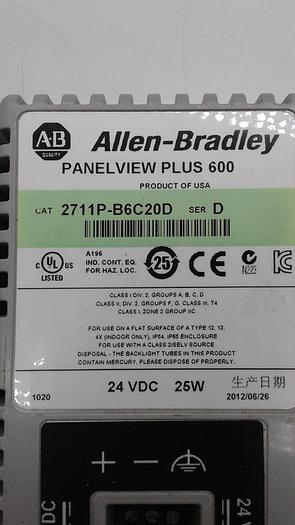 A·B
QUALITY
Allen-Bradley
PANELVIEW PLUS 600
PRODUCT OF USA
CAT 2711P-B6C20D SER D
c UL US
LISTED
A196
IND. CONT. EQ.
FOR HAZ. LOC.
25
CE
N223
CLASS I DIV. 2, GROUPS A, B, C, D
CLASS II, DIV. 2, GROUPS F, G, CLASS III, T4
CLASS I, ZONE 2 GROUP IIC
FOR USE ON A FLAT SURFACE OF A TYPE 12, 13,
4X (INDOOR ONLY), IP54, IP65 ENCLOSURE
FOR USE WITH A CLASS 2/SELV SOURCE
DISPOSAL - THE BACKLIGHT TUBES IN THIS PRODUCT
CONTAIN MERCURY, PLEASE DISPOSE OF PROPERLY.
24 VDC 25W
生产日期
1020
2012/06/26
+ -
DC
24 V